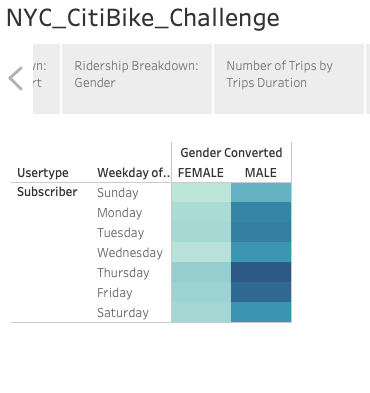 NYC_CitiBike_Challenge
vn:
rt
Ridership Breakdown:
Gender
Number of Trips by
Trips Duration
Gender Converted
Usertype Weekday of.. FEMALE MALE
Subscriber Sunday
Monday
Tuesday
Wednesday
Thursday
Friday
Saturday